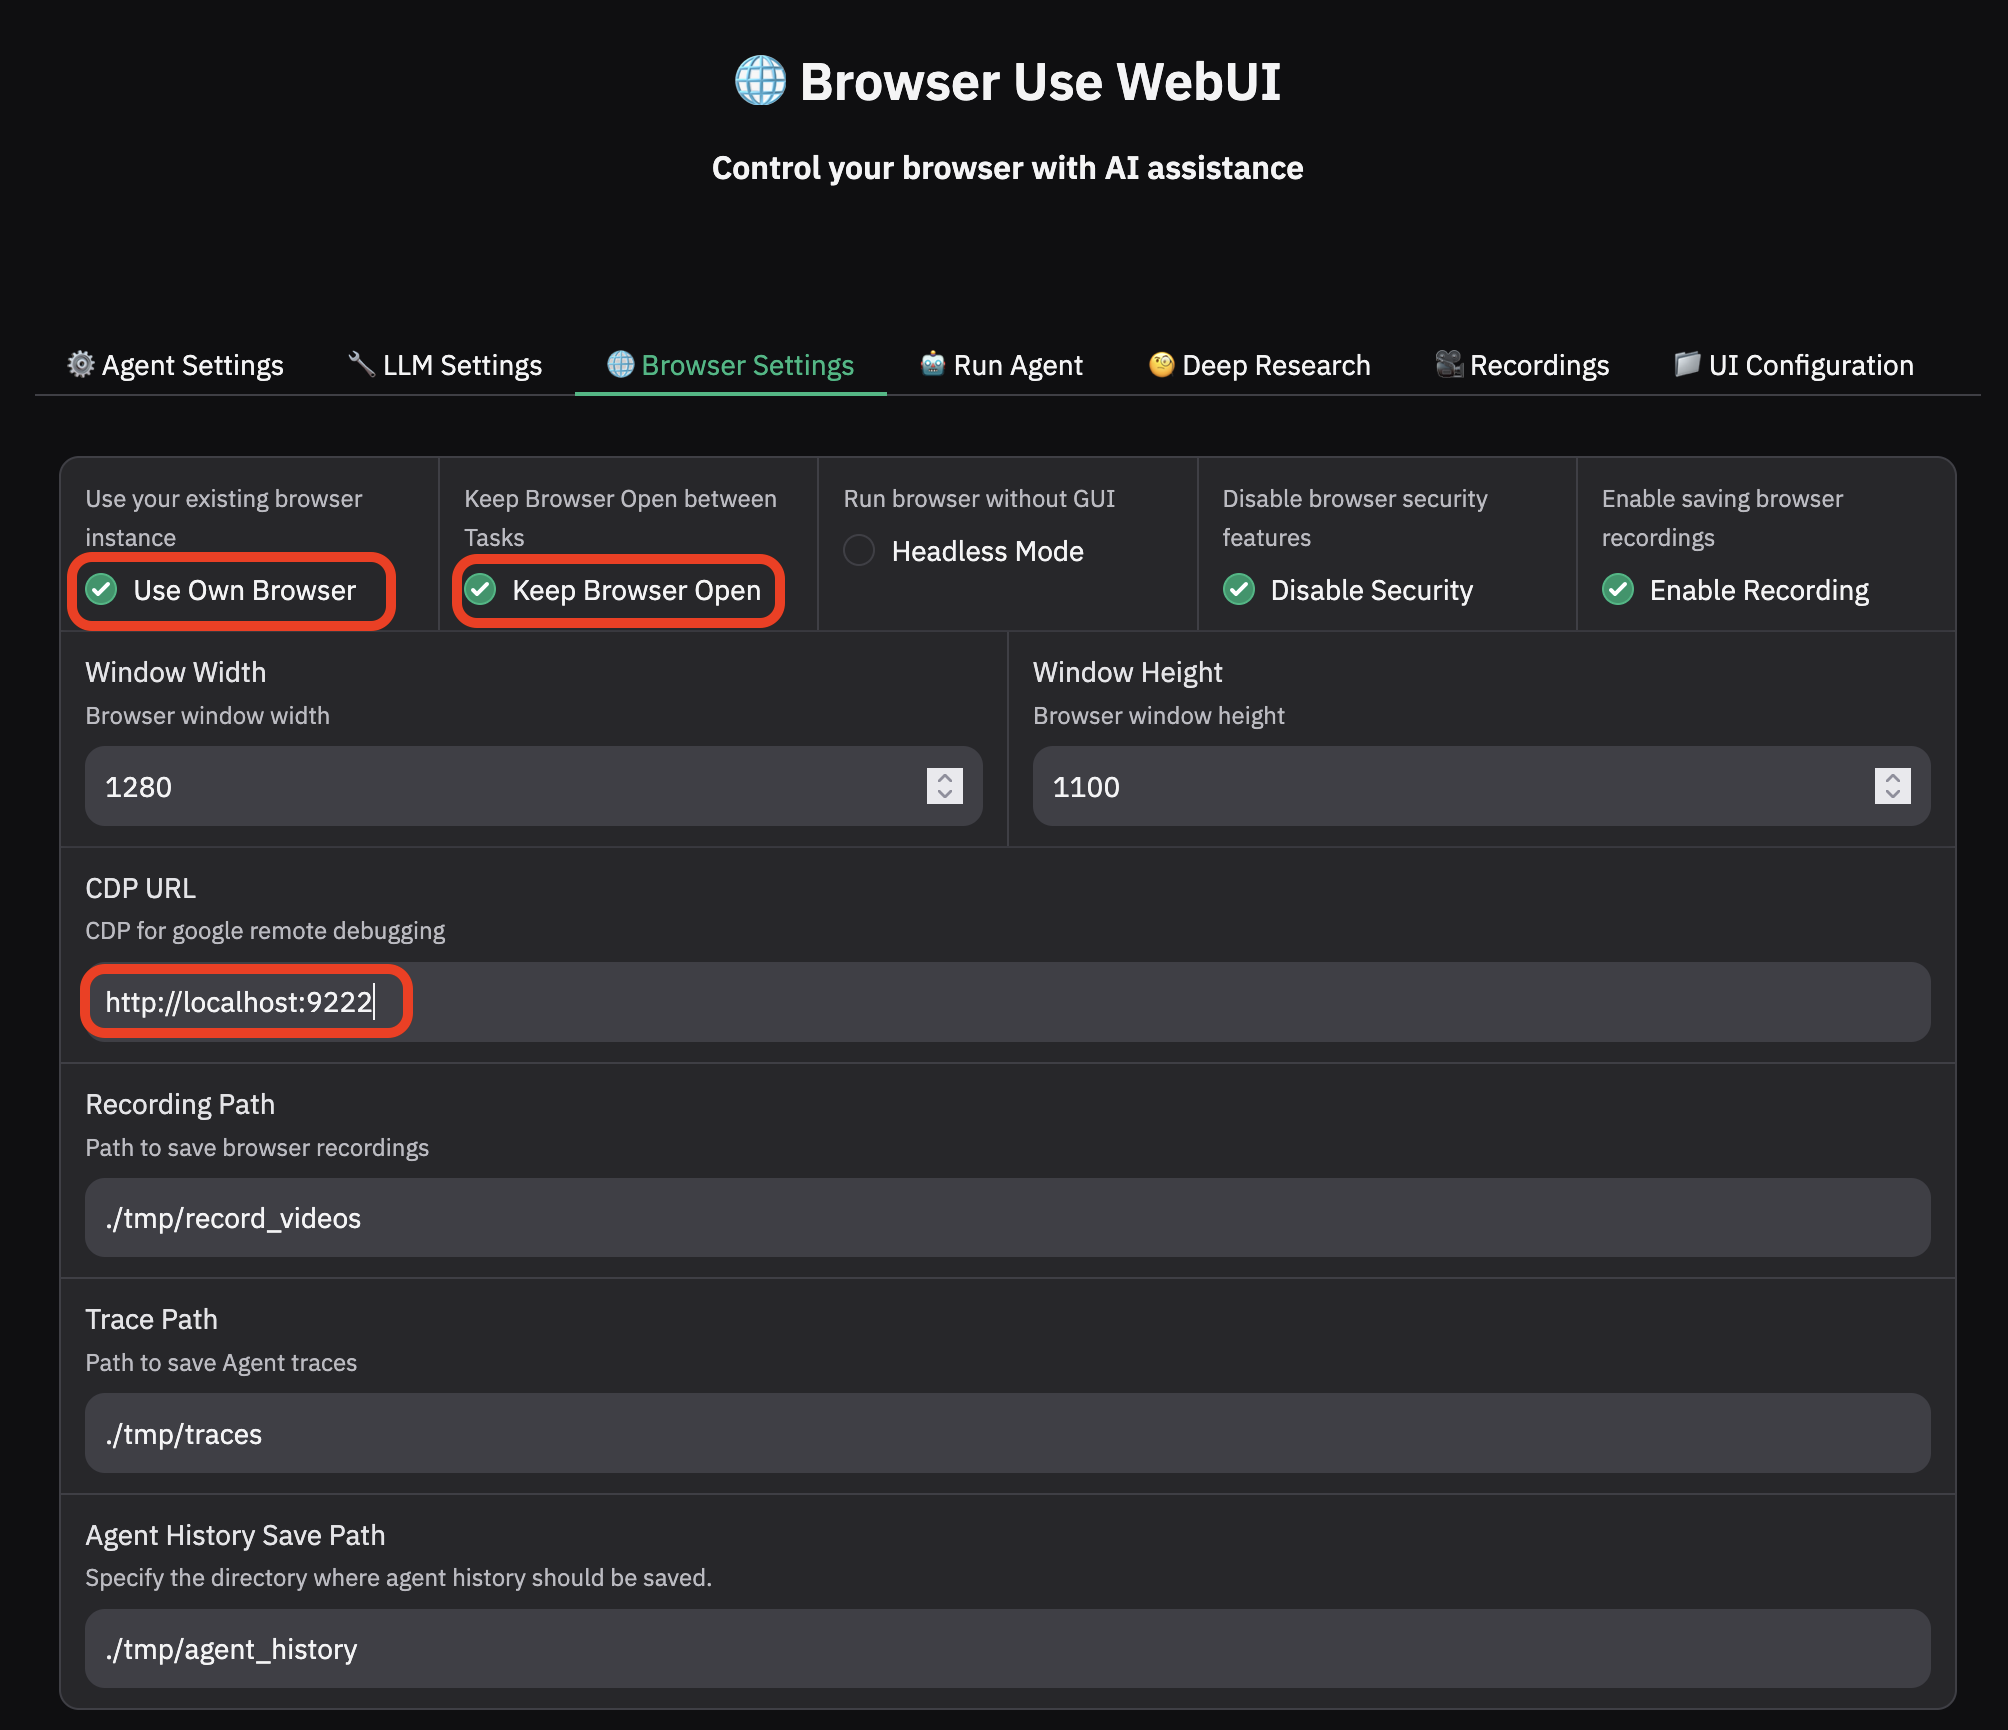 Browser Use WebUI
Control your browser with AI assistance
Agent Settings
LLM Settings
Browser Settings
Run Agent
Deep Research
Recordings
UI Configuration
Use your existing browser
instance
Use Own Browser
Keep Browser Open between
Tasks
Keep Browser Open
Run browser without GUI
Headless Mode
Disable browser security
features
Disable Security
Enable saving browser
recordings
Enable Recording
Window Width
Browser window width
1280
Window Height
Browser window height
1100
CDP URL
CDP for google remote debugging
http://localhost:9222
Recording Path
Path to save browser recordings
./tmp/record_videos
Trace Path
Path to save Agent traces
./tmp/traces
Agent History Save Path
Specify the directory where agent history should be saved.
./tmp/agent_history